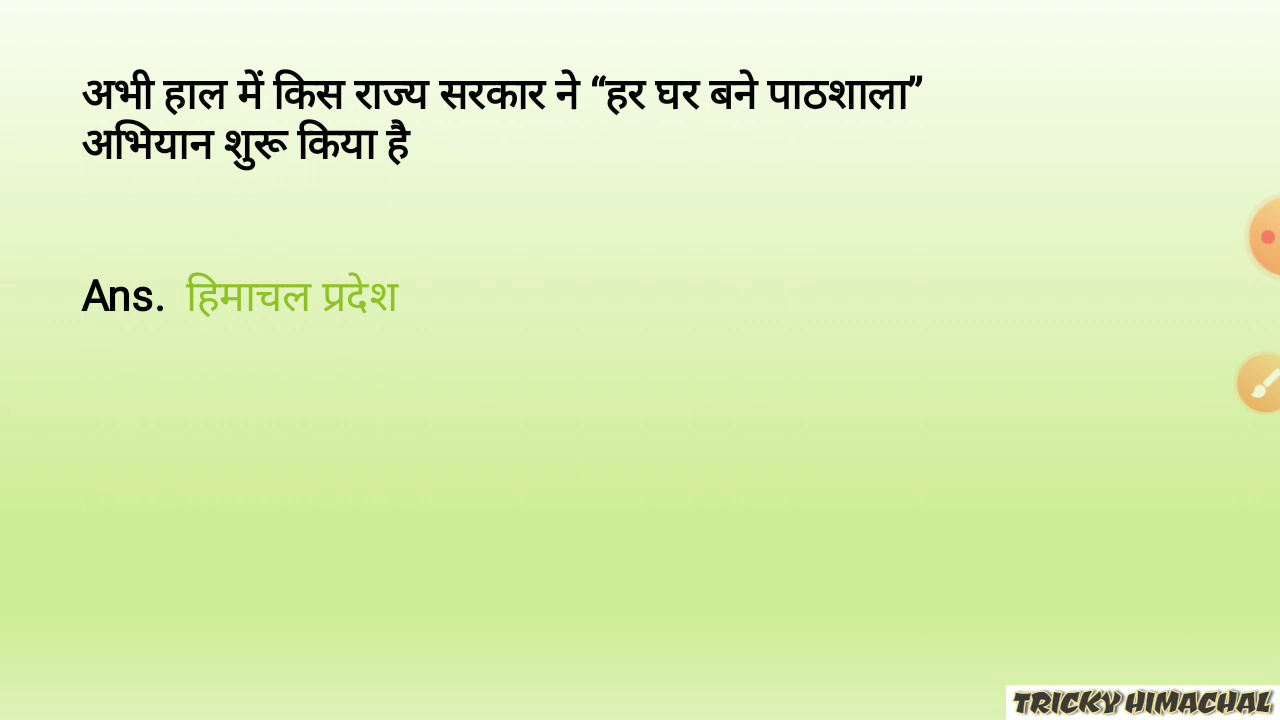 अभी हाल में किस राज्य सरकार ने “हर घर बने पाठशाला”
अभियान शुरू किया है
Ans. हिमाचल प्रदेश
TRICKY HIMACHAL